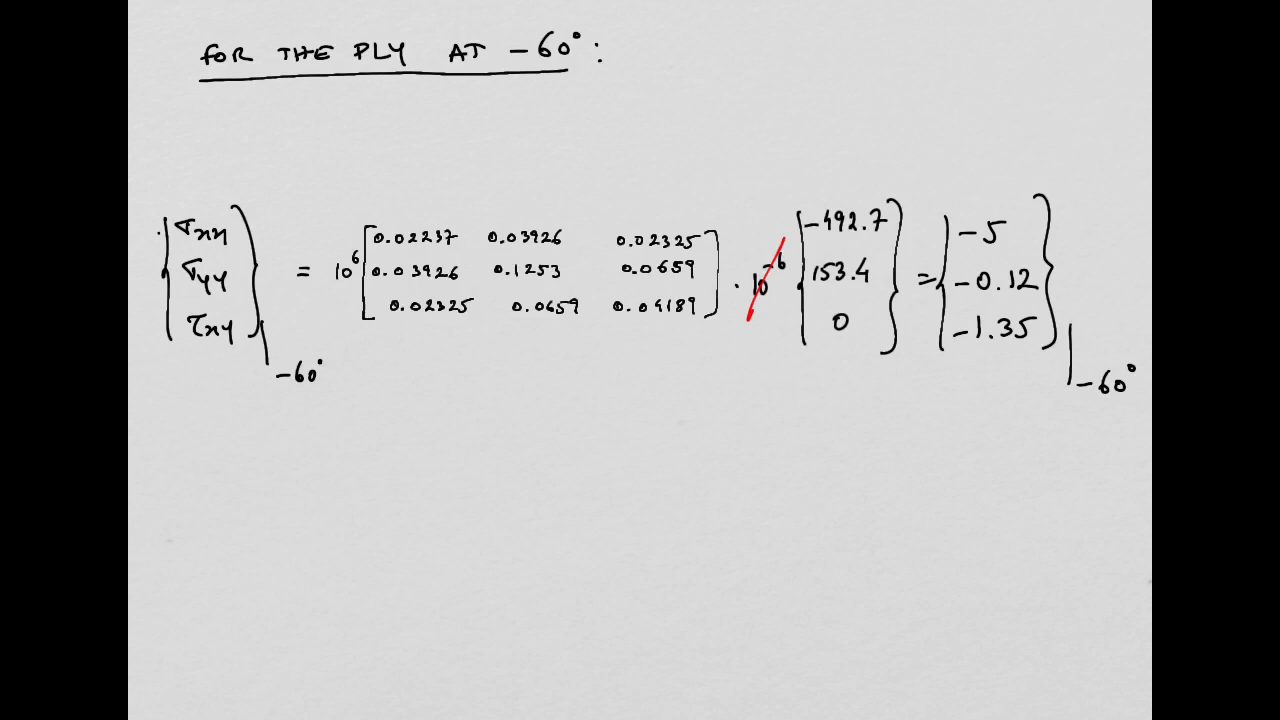 FOR THE PLY AT -60°:
σxx 0.02237 0.03926 0.02325 -492.7 -5
σyy = 10⁶ 0.03926 0.1253 0.0659 · 10⁻⁶ 153.4 = -0.12
τxy 0.02325 0.0659 0.04189 0 -1.35
-60° -60°